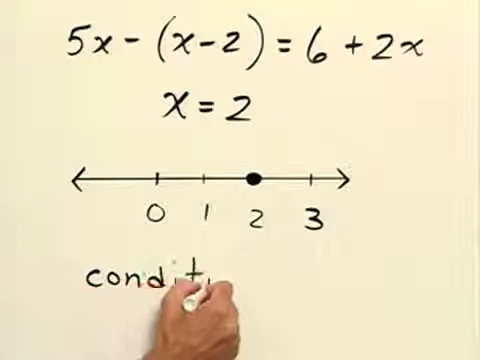 5x - (x-2) = 6 + 2x
x = 2
0 1 2 3
condit